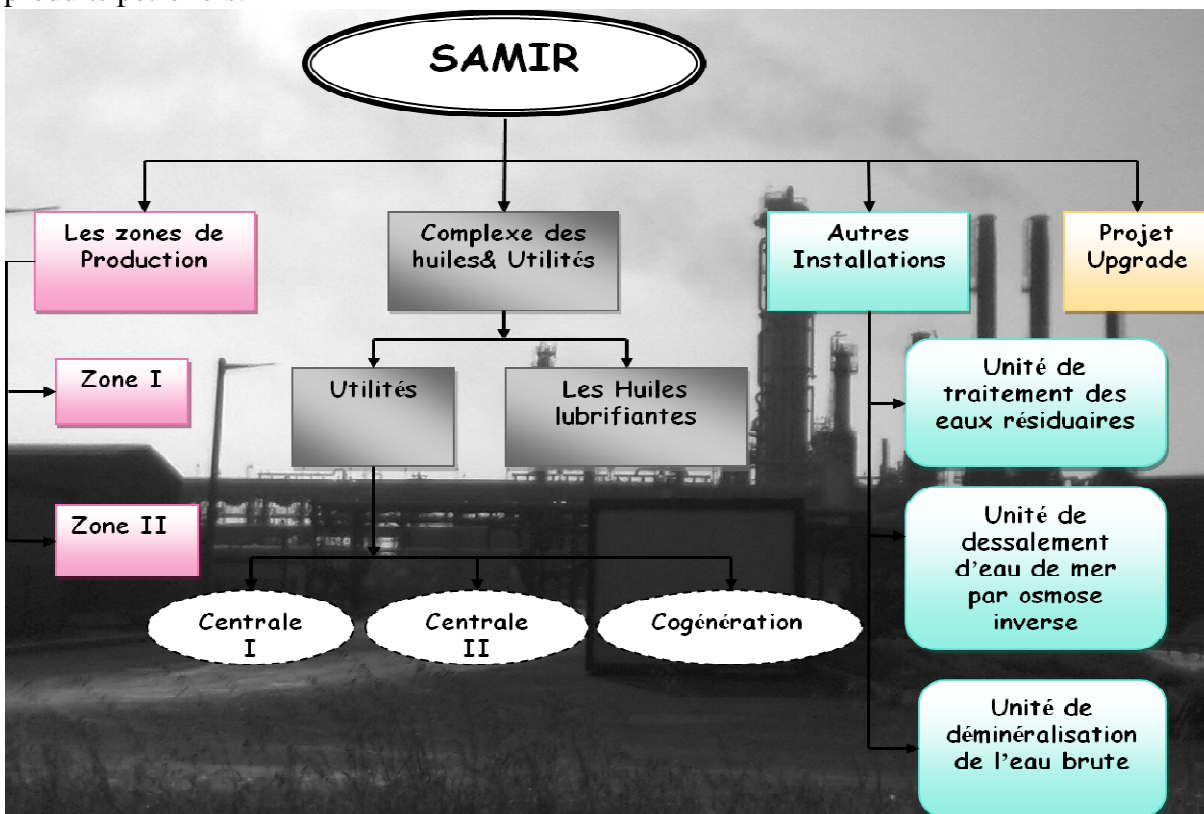 produits pétroliers.
SAMIR
Les zones de
Production
Complexe des
huiles& Utilités
Autres
Installations
Projet
Upgrade
Zone I
Zone II
Utilités
Les Huiles
lubrifiantes
Centrale
I
Centrale
II
Cogénération
Unité de
traitement des
eaux résiduaires
Unité de
dessalement
d'eau de mer
par osmose
inverse
Unité de
déminéralisation
de l'eau brute